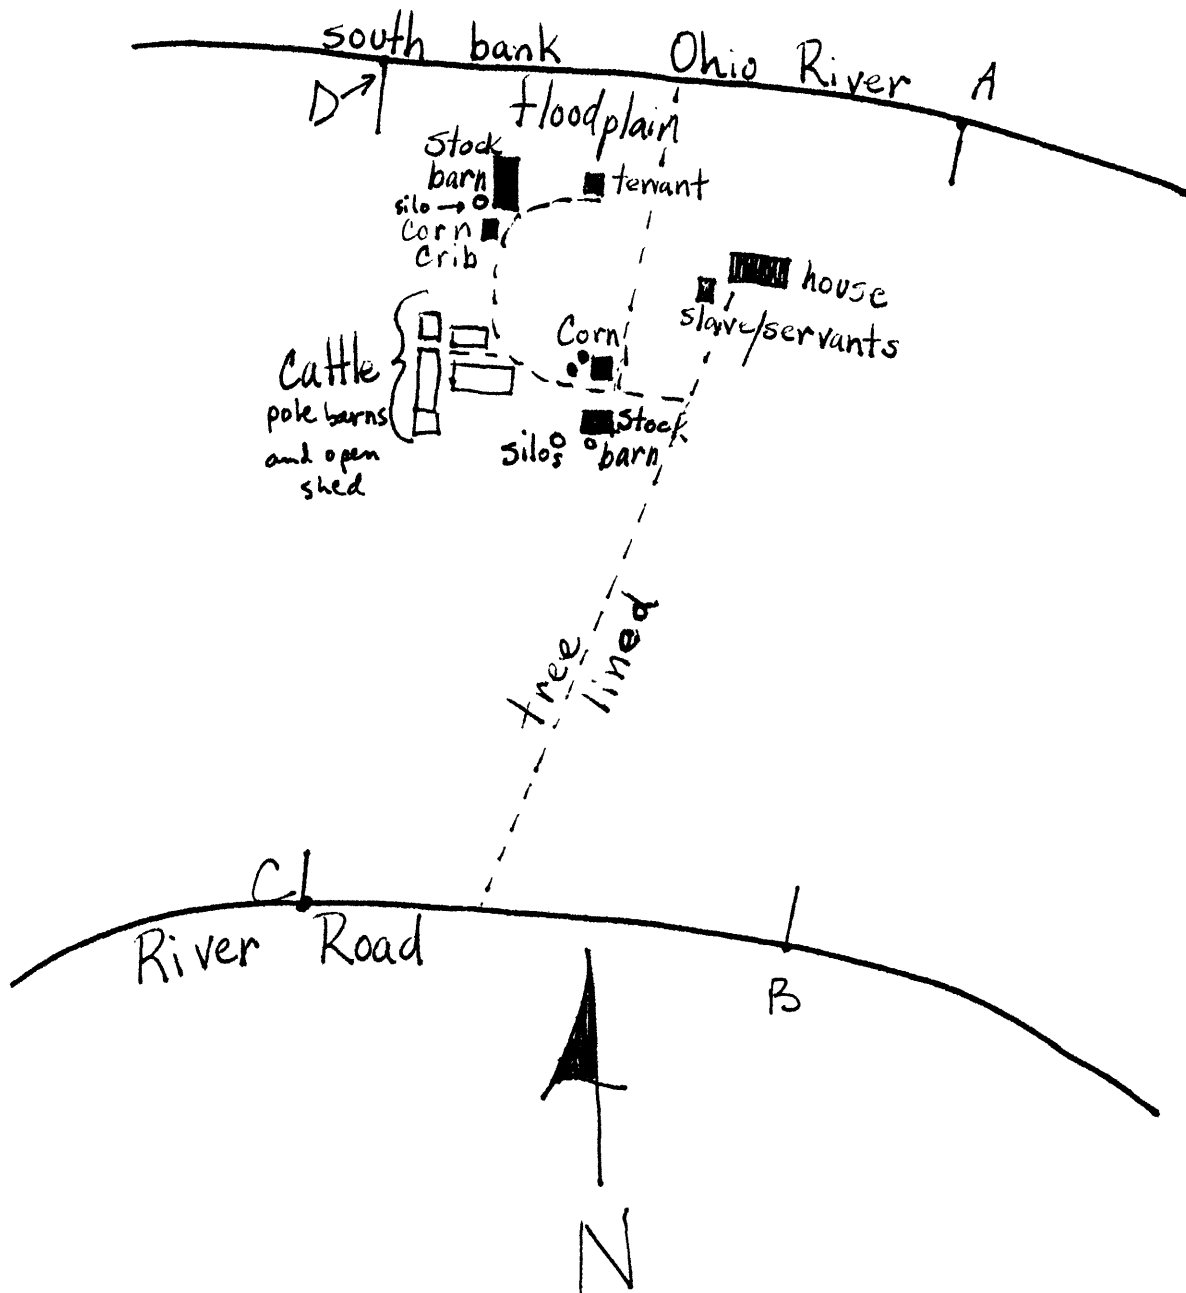 south bank Ohio River A
D
floodplain
Stock
barn
silo
Corn
Crib
tenant
house
slave/servants
Corn
Cattle
pole barns
and open
shed
Stock
barn
silos
tree
lined
C
River Road
B
N